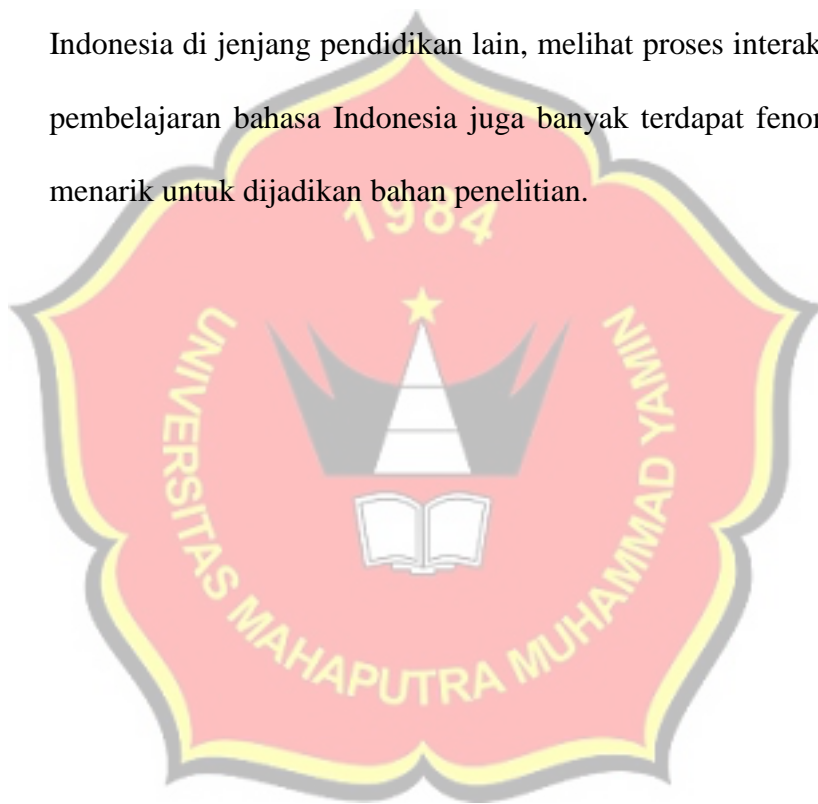 Indonesia di jenjang pendidikan lain, melihat proses interak
pembelajaran bahasa Indonesia juga banyak terdapat feno
menarik untuk dijadikan bahan penelitian.
1984
UNIVERSITAS MAHAPUTRA MUHAMMAD YAMIN